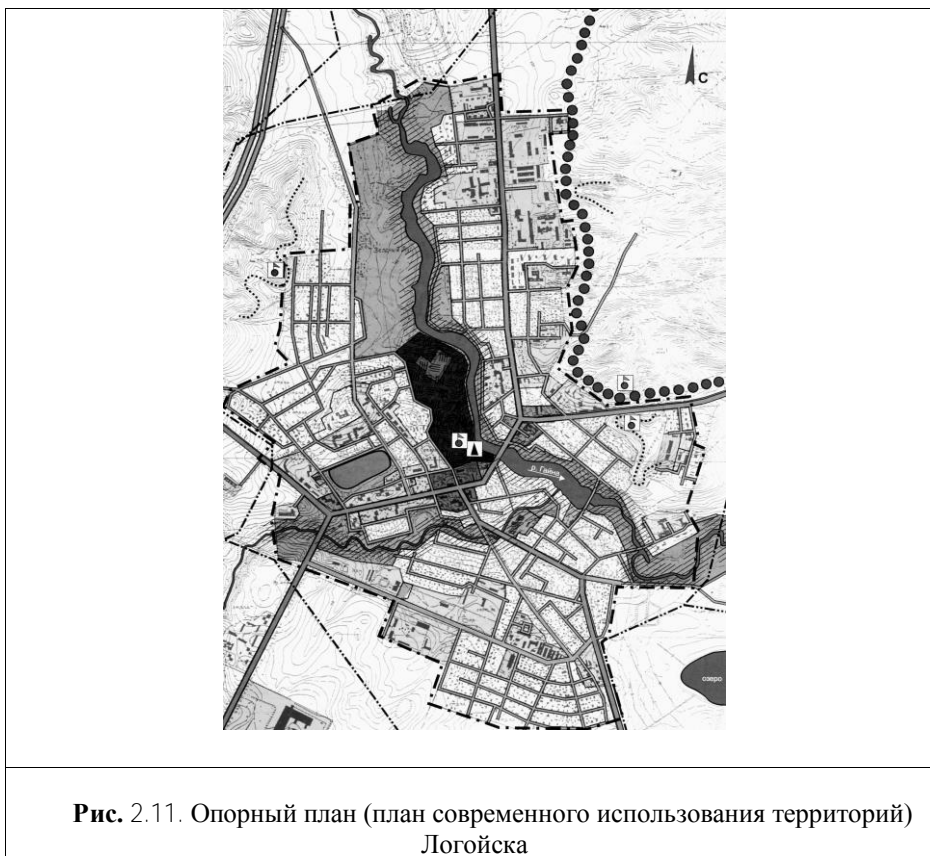 С
р. Гайна
озеро
Рис. 2.11. Опорный план (план современного использования территорий)
Логойска